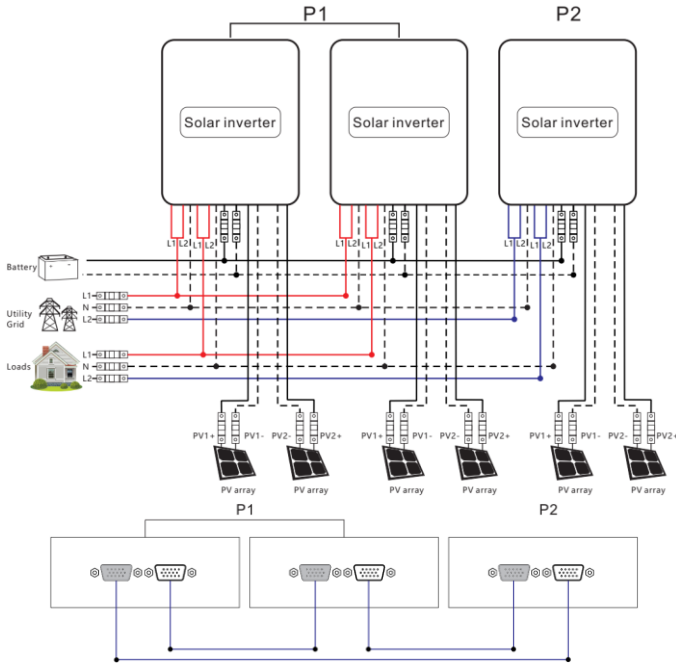 P1 P2
Solar inverter Solar inverter Solar inverter
L1 L2 L1 L2 L1 L2 L1 L2 L1 L2 L1 L2
Battery
L1
Utility N
Grid L2
L1
Loads N
L2
PV1+ PV1- PV2- PV2+ PV1+ PV1- PV2- PV2+ PV1+ PV1- PV2- PV2+
PV array PV array PV array PV array PV array PV array
P1 P2